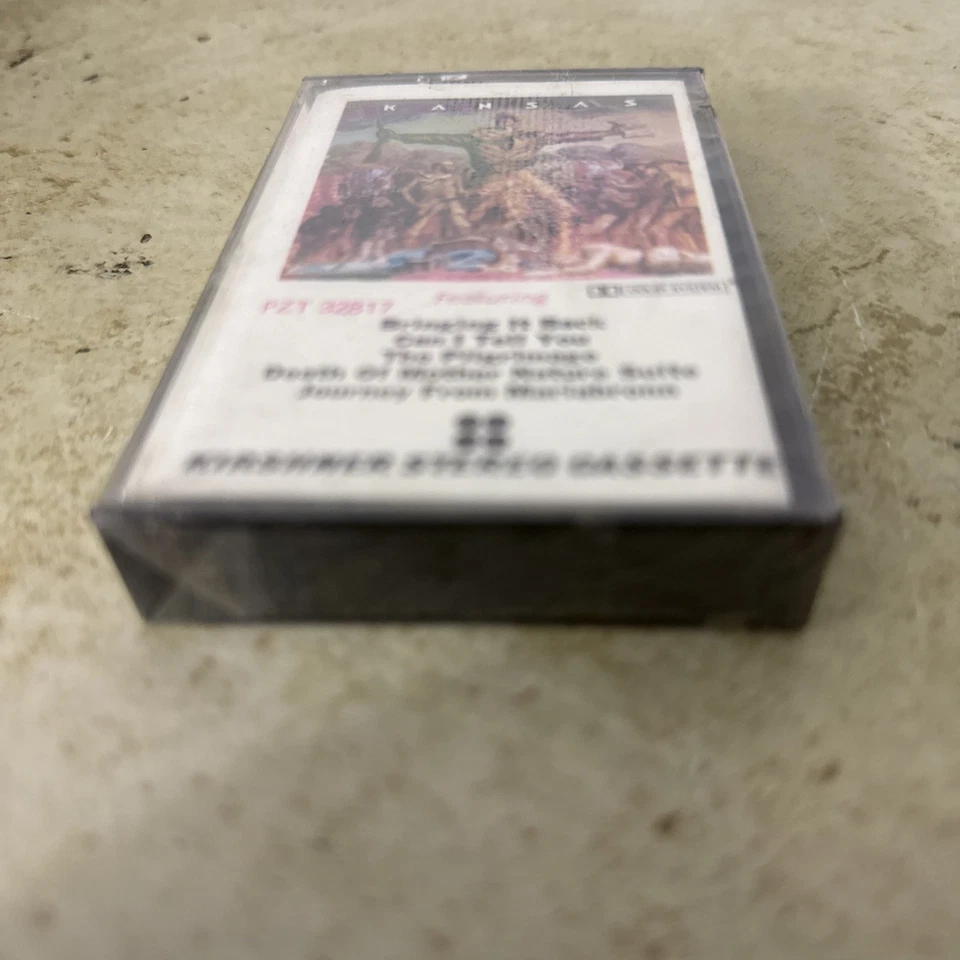 KANSAS
Featuring
PZT 32817
Bringing It Back
Can I Tell You
The Pilgrimage
Death Of Mother Nature Suite
Journey From Mariabronn
KIRSHNER STEREO CASSETTE